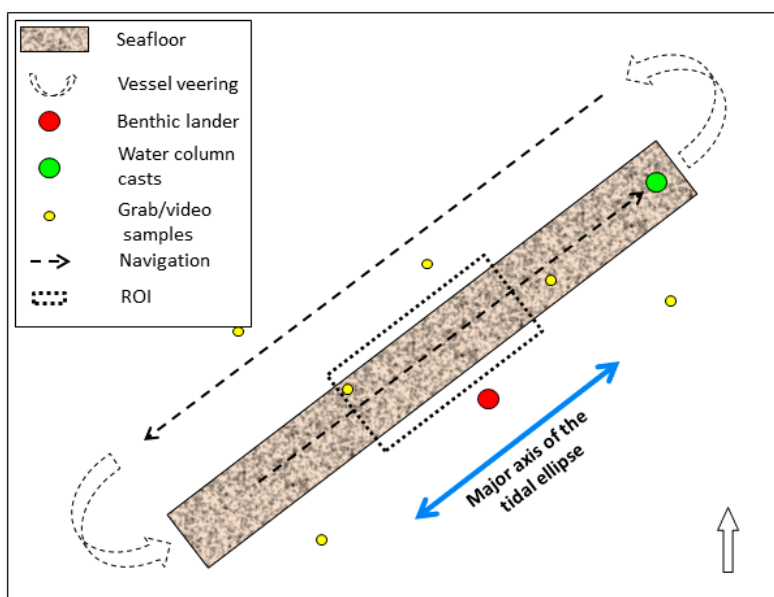 Seafloor
Vessel veering
Benthic lander
Water column
casts
Grab/video
samples
Navigation
ROI
Major axis of the
tidal ellipse